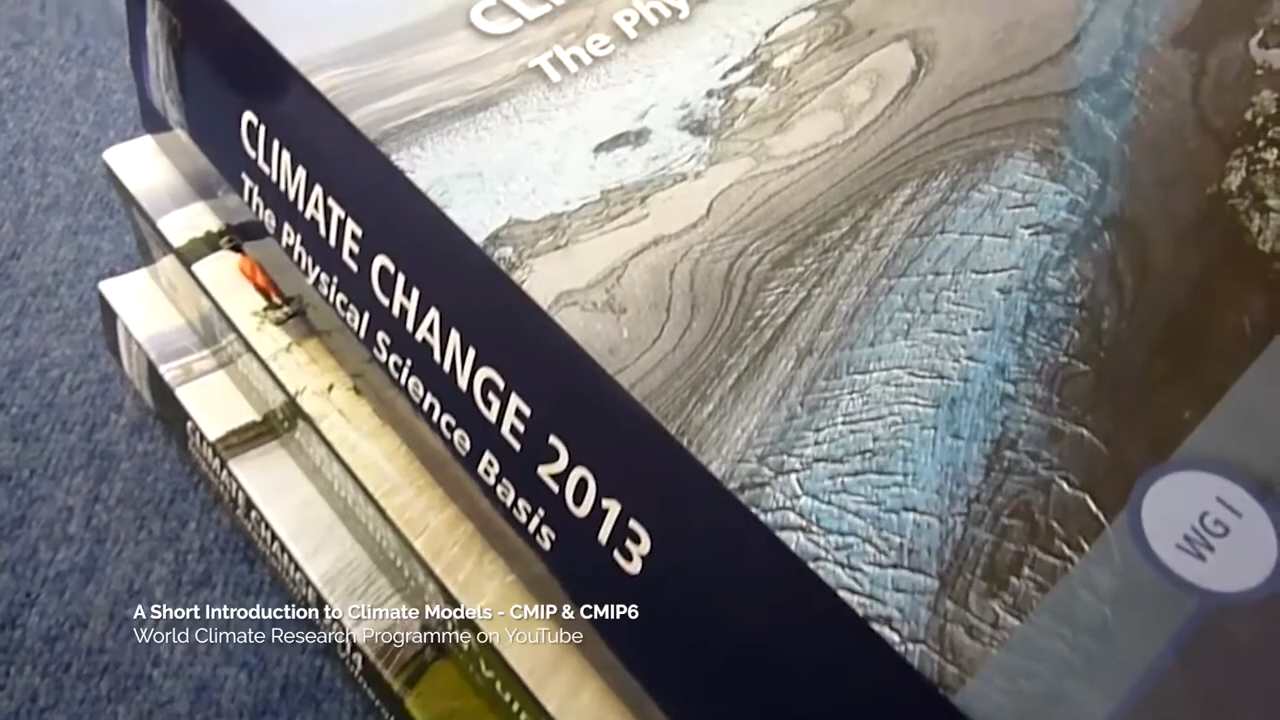 The Phy
CLIMATE CHANGE 2013
The Physical Science Basis
WG I
CLIMATE CHANGE
A Short Introduction to Climate Models - CMIP & CMIP6
World Climate Research Programme on YouTube